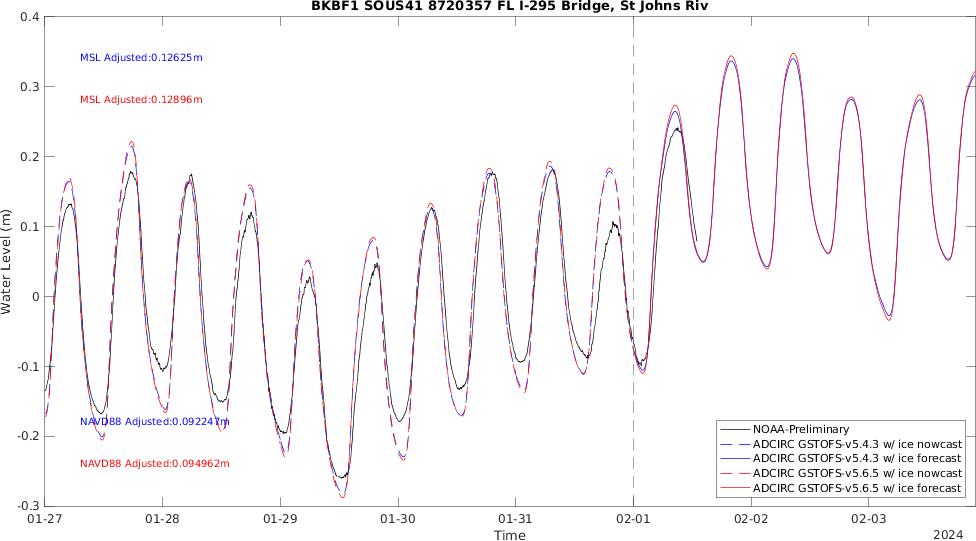 BKBF1 SOUS41 8720357 FL I-295 Bridge, St Johns Riv
0.4
MSL Adjusted:0.12625m
0.3
MSL Adjusted:0.12896m
0.2
0.1
Water Level (m)
0
-0.1
-0.2
NAVD88 Adjusted:0.092247m
NAVD88 Adjusted:0.094962m
-0.3
NOAA-Preliminary
ADCIRC GSTOFS-v5.4.3 w/ ice nowcast
ADCIRC GSTOFS-v5.4.3 w/ ice forecast
ADCIRC GSTOFS-v5.6.5 w/ ice nowcast
ADCIRC GSTOFS-v5.6.5 w/ ice forecast
01-27 01-28 01-29 01-30 01-31 02-01 02-02 02-03
Time
2024